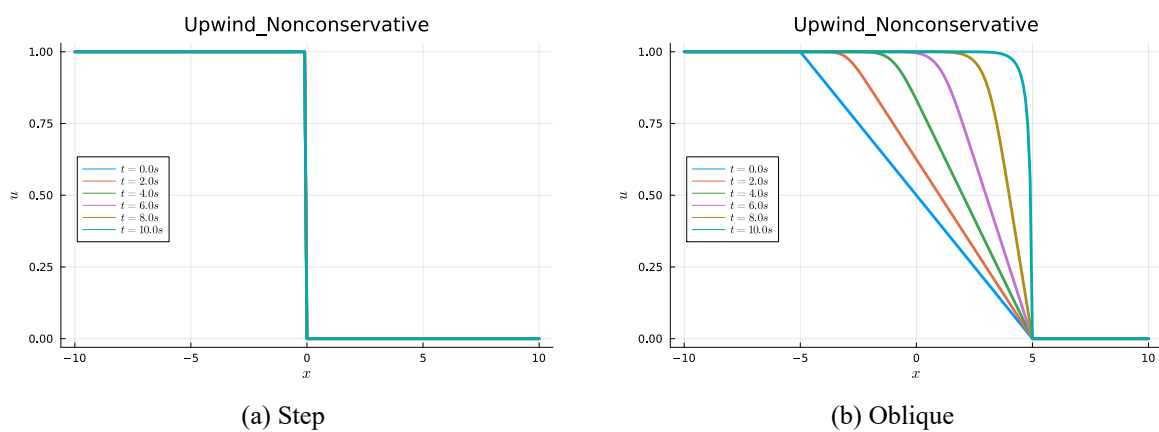 Upwind_Nonconservative
1.00
0.75
0.50
0.25
0.00
u
t = 0.0s
t = 2.0s
t = 4.0s
t = 6.0s
t = 8.0s
t = 10.0s
−10
−5
0
5
10
x
(a) Step
Upwind_Nonconservative
1.00
0.75
0.50
0.25
0.00
u
t = 0.0s
t = 2.0s
t = 4.0s
t = 6.0s
t = 8.0s
t = 10.0s
−10
−5
0
5
10
x
(b) Oblique